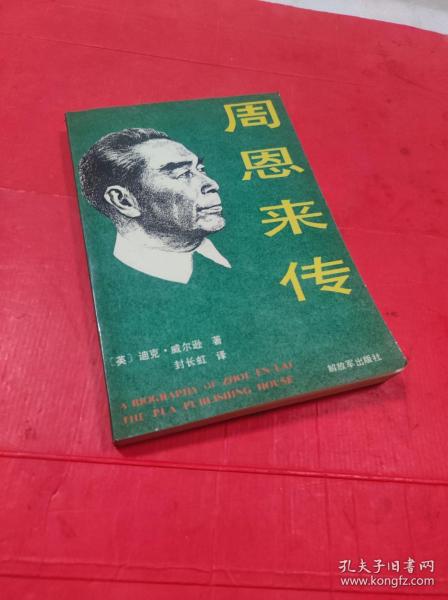 周恩来传
〔英〕迪克·威尔逊 著
封长虹 译
解放军出版社
A BIOGRAPHY OF ZHOU EN-LAI
THE PLA PUBLISHING HOUSE
孔夫子旧书网
www.kongfz.com